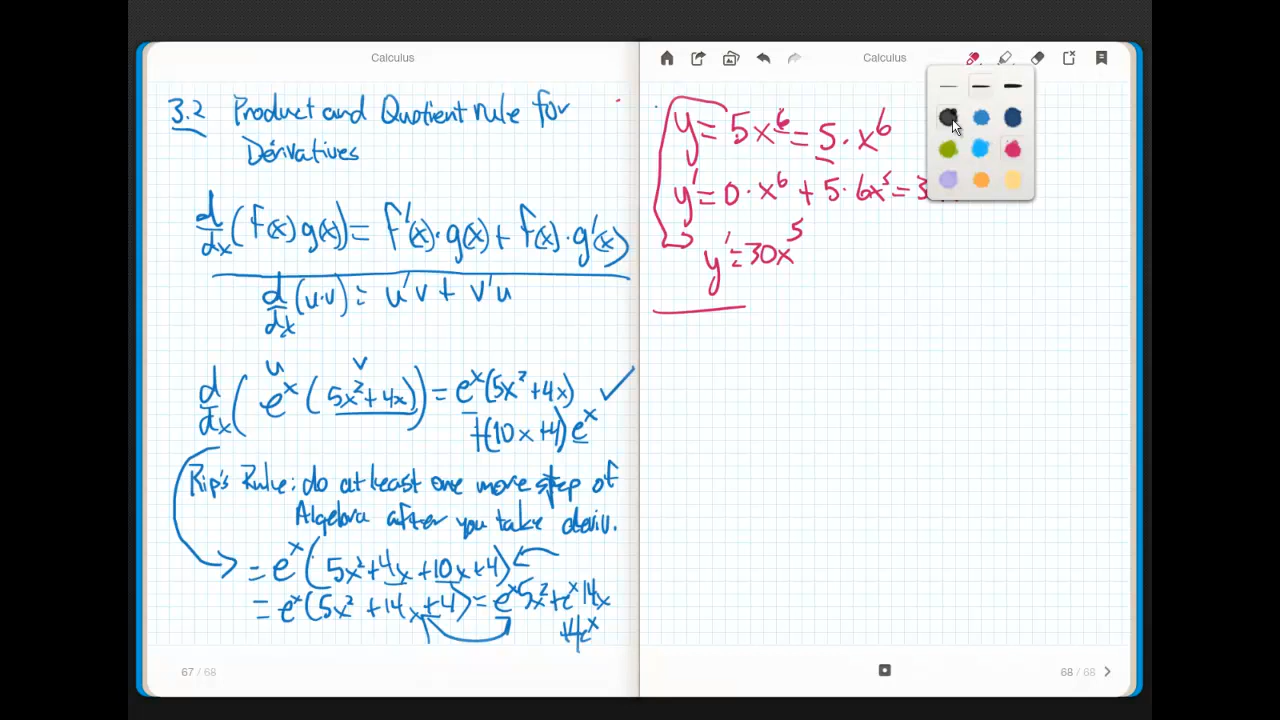 Calculus
3.2 Product and Quotient rule for
Derivatives
d/dx (f(x) g(x)) = f'(x)·g(x) + f(x)·g'(x)
d/dx (u·v) = u'v + v'u
u v
d/dx (e^x (5x²+4x)) = e^x(5x²+4x) ✓
+(10x+4)e^x
Rip's Rule: do at least one more step of
Algebra after you take deriv.
= e^x (5x²+4x+10x+4)
= e^x(5x²+14x+4) = e^x5x²+e^x14x
+4e^x
67 / 68
Calculus
y = 5x^6 = 5·x^6
y' = 0·x^6 + 5·6x^5 = 3
y' = 30x^5
68 / 68